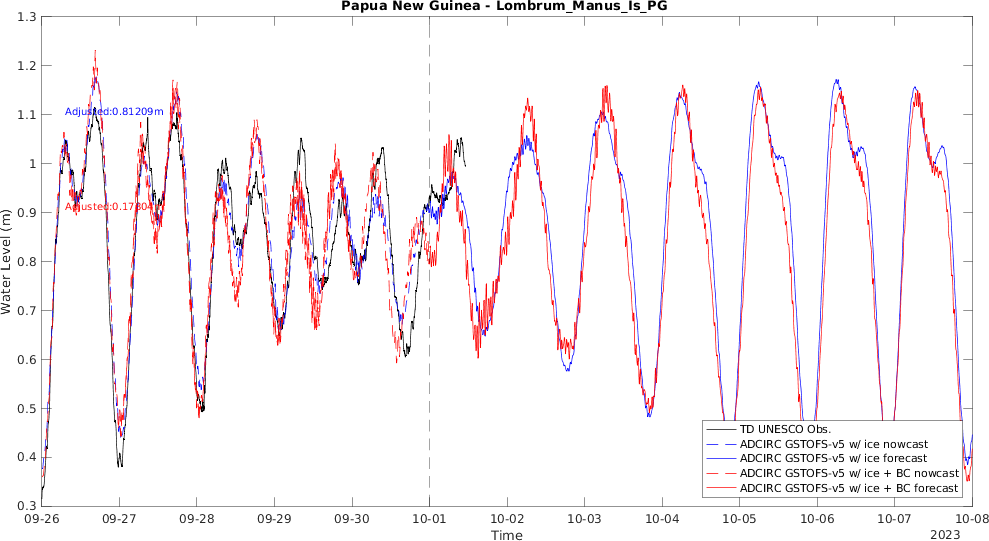 Papua New Guinea - Lombrum_Manus_Is_PG
1.3
1.2
1.1
1
0.9
0.8
0.7
0.6
0.5
0.4
0.3
Water Level (m)
Adjusted:0.81209m
TD UNESCO Obs.
ADCIRC GSTOFS-v5 w/ ice nowcast
ADCIRC GSTOFS-v5 w/ ice forecast
ADCIRC GSTOFS-v5 w/ ice + BC nowcast
ADCIRC GSTOFS-v5 w/ ice + BC forecast
09-26 09-27 09-28 09-29 09-30 10-01 10-02 10-03 10-04 10-05 10-06 10-07 10-08
Time
2023